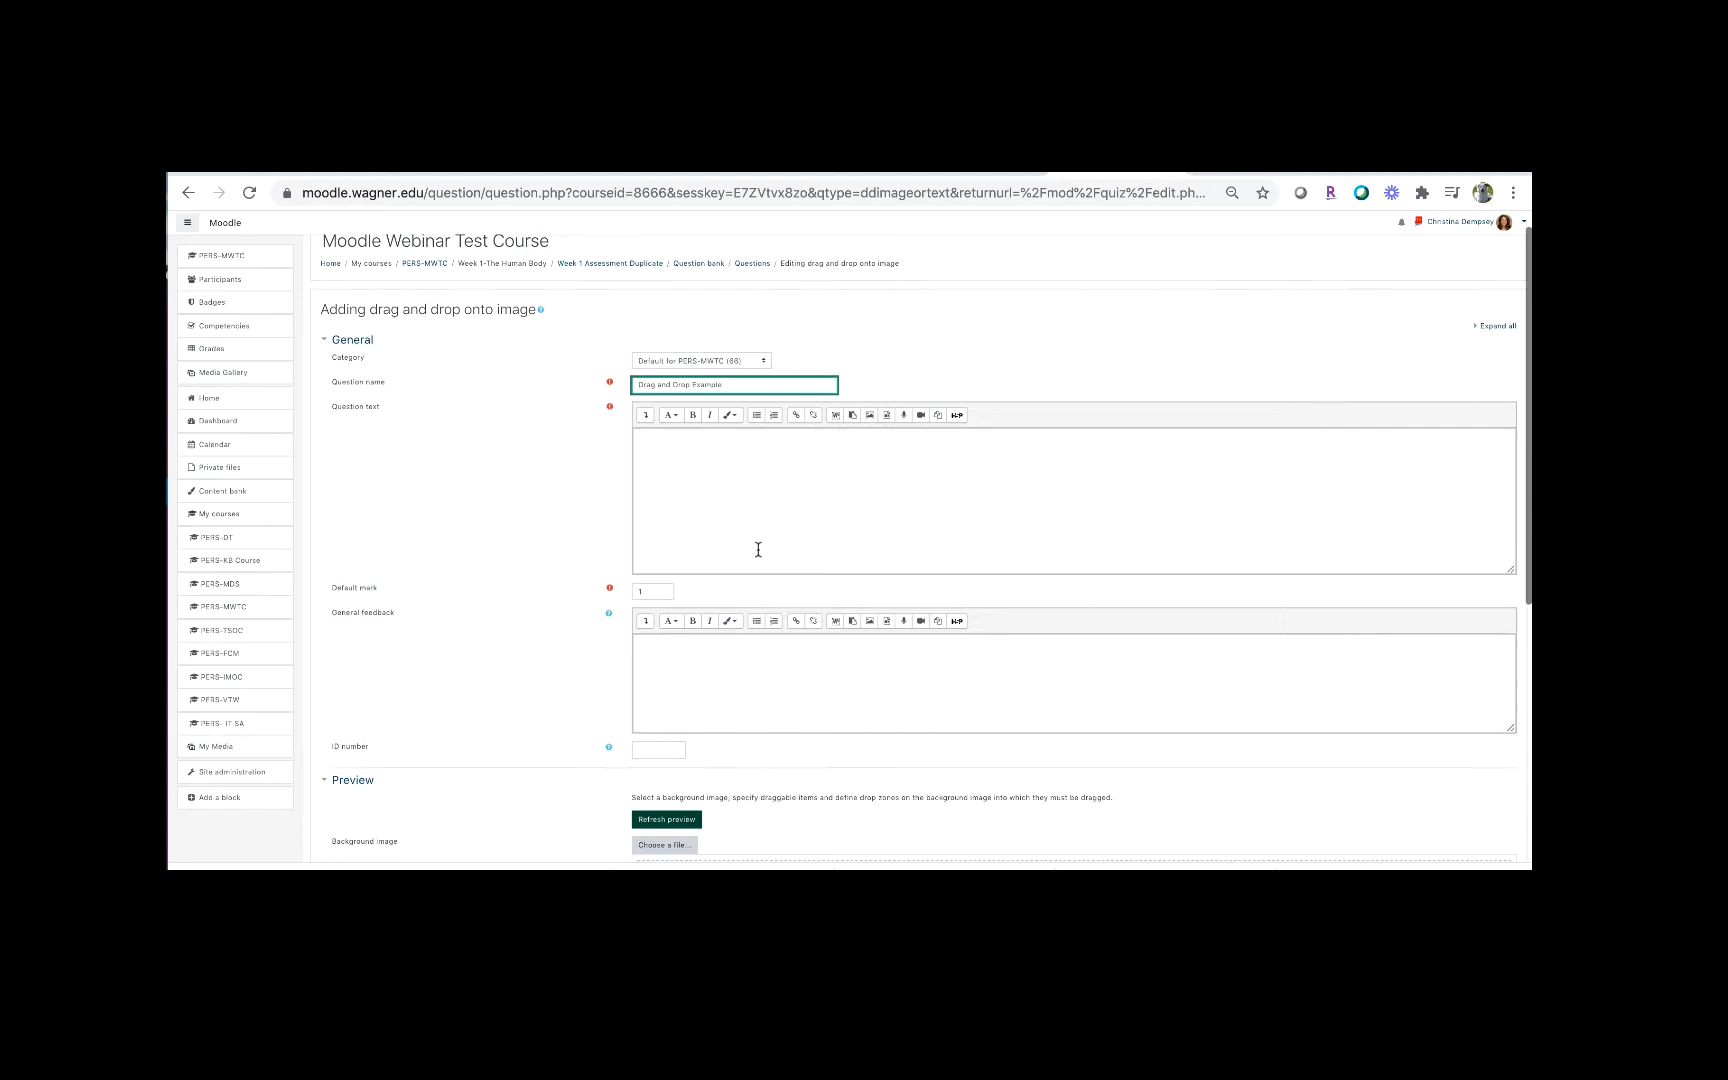 moodle.wagner.edu/question/question.php?courseid=8666&sesskey=E7ZVtvx8zo&qtype=ddimageortext&returnurl=%2Fmod%2Fquiz%2Fedit.ph...
Moodle
Christina Dempsey
Moodle Webinar Test Course
Home / My courses / PERS-MWTC / Week 1-The Human Body / Week 1 Assessment Duplicate / Question bank / Questions / Editing drag and drop onto image
PERS-MWTC
Participants
Badges
Competencies
Grades
Media Gallery
Home
Dashboard
Calendar
Private files
Content bank
My courses
PERS-DT
PERS-KB Course
PERS-MDS
PERS-MWTC
PERS-TSOC
PERS-FCM
PERS-IMOC
PERS-VTW
PERS- IT SA
My Media
Site administration
Add a block
Adding drag and drop onto image
Expand all
General
Category
Default for PERS-MWTC (66)
Question name
Drag and Drop Example
Question text
A B I H-P
Default mark
1
General feedback
A B I H-P
ID number
Preview
Select a background image, specify draggable items and define drop zones on the background image into which they must be dragged.
Refresh preview
Background image
Choose a file...